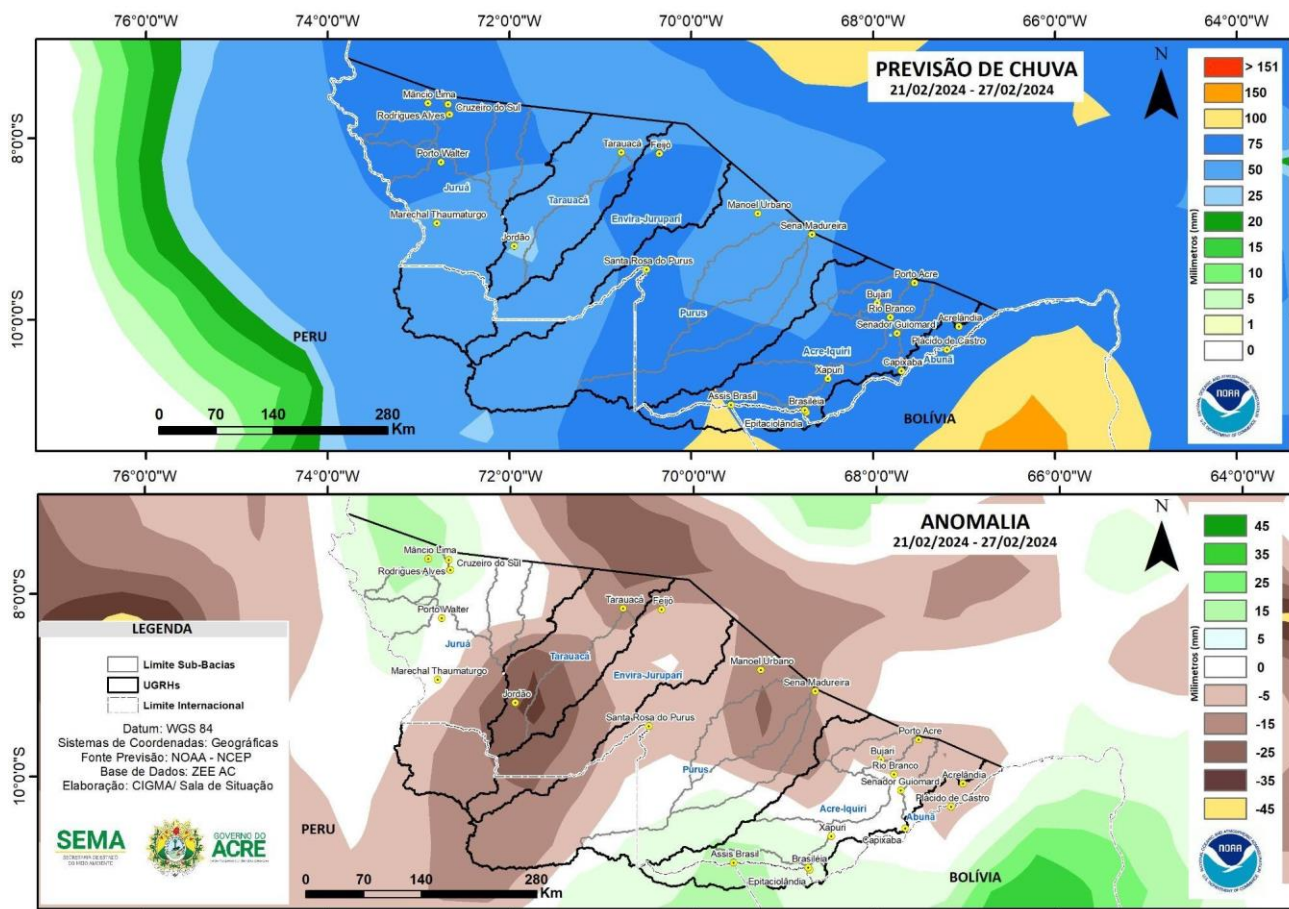 76°0'0"W 74°0'0"W 72°0'0"W 70°0'0"W 68°0'0"W 66°0'0"W 64°0'0"W
PREVISÃO DE CHUVA
21/02/2024 - 27/02/2024
N
> 151
150
100
75
50
25
20
15
10
5
1
0
Milímetros (mm)
8°0'0"S
10°0'0"S
Mâncio Lima
Cruzeiro do Sul
Rodrigues Alves
Porto Walter
Juruá
Marechal Thaumaturgo
Jordão
Tarauacá
Feijó
Tarauacá
Envira-Jurupari
Manoel Urbano
Sena Madureira
Santa Rosa do Purus
Purus
Porto Acre
Bujari
Rio Branco
Acrelândia
Senador Guiomard
Plácido de Castro
Acre-Iquiri
Abunã
Capixaba
Xapuri
Assis Brasil
Brasiléia
Epitaciolândia
PERU
BOLÍVIA
0 70 140 280
Km
NOAA
76°0'0"W 74°0'0"W 72°0'0"W 70°0'0"W 68°0'0"W 66°0'0"W 64°0'0"W
ANOMALIA
21/02/2024 - 27/02/2024
N
45
35
25
15
5
0
-5
-15
-25
-35
-45
Milímetros (mm)
8°0'0"S
10°0'0"S
Mâncio Lima
Cruzeiro do Sul
Rodrigues Alves
Porto Walter
Juruá
Marechal Thaumaturgo
Jordão
Tarauacá
Feijó
Tarauacá
Envira-Jurupari
Manoel Urbano
Sena Madureira
Santa Rosa do Purus
Purus
Porto Acre
Bujari
Rio Branco
Acrelândia
Senador Guiomard
Plácido de Castro
Acre-Iquiri
Abunã
Capixaba
Xapuri
Assis Brasil
Brasiléia
Epitaciolândia
PERU
BOLÍVIA
LEGENDA
Limite Sub-Bacias
UGRHs
Limite Internacional
Datum: WGS 84
Sistemas de Coordenadas: Geográficas
Fonte Previsão: NOAA - NCEP
Base de Dados: ZEE AC
Elaboração: CIGMA/ Sala de Situação
SEMA
GOVERNO DO
ACRE
0 70 140 280
Km
NOAA